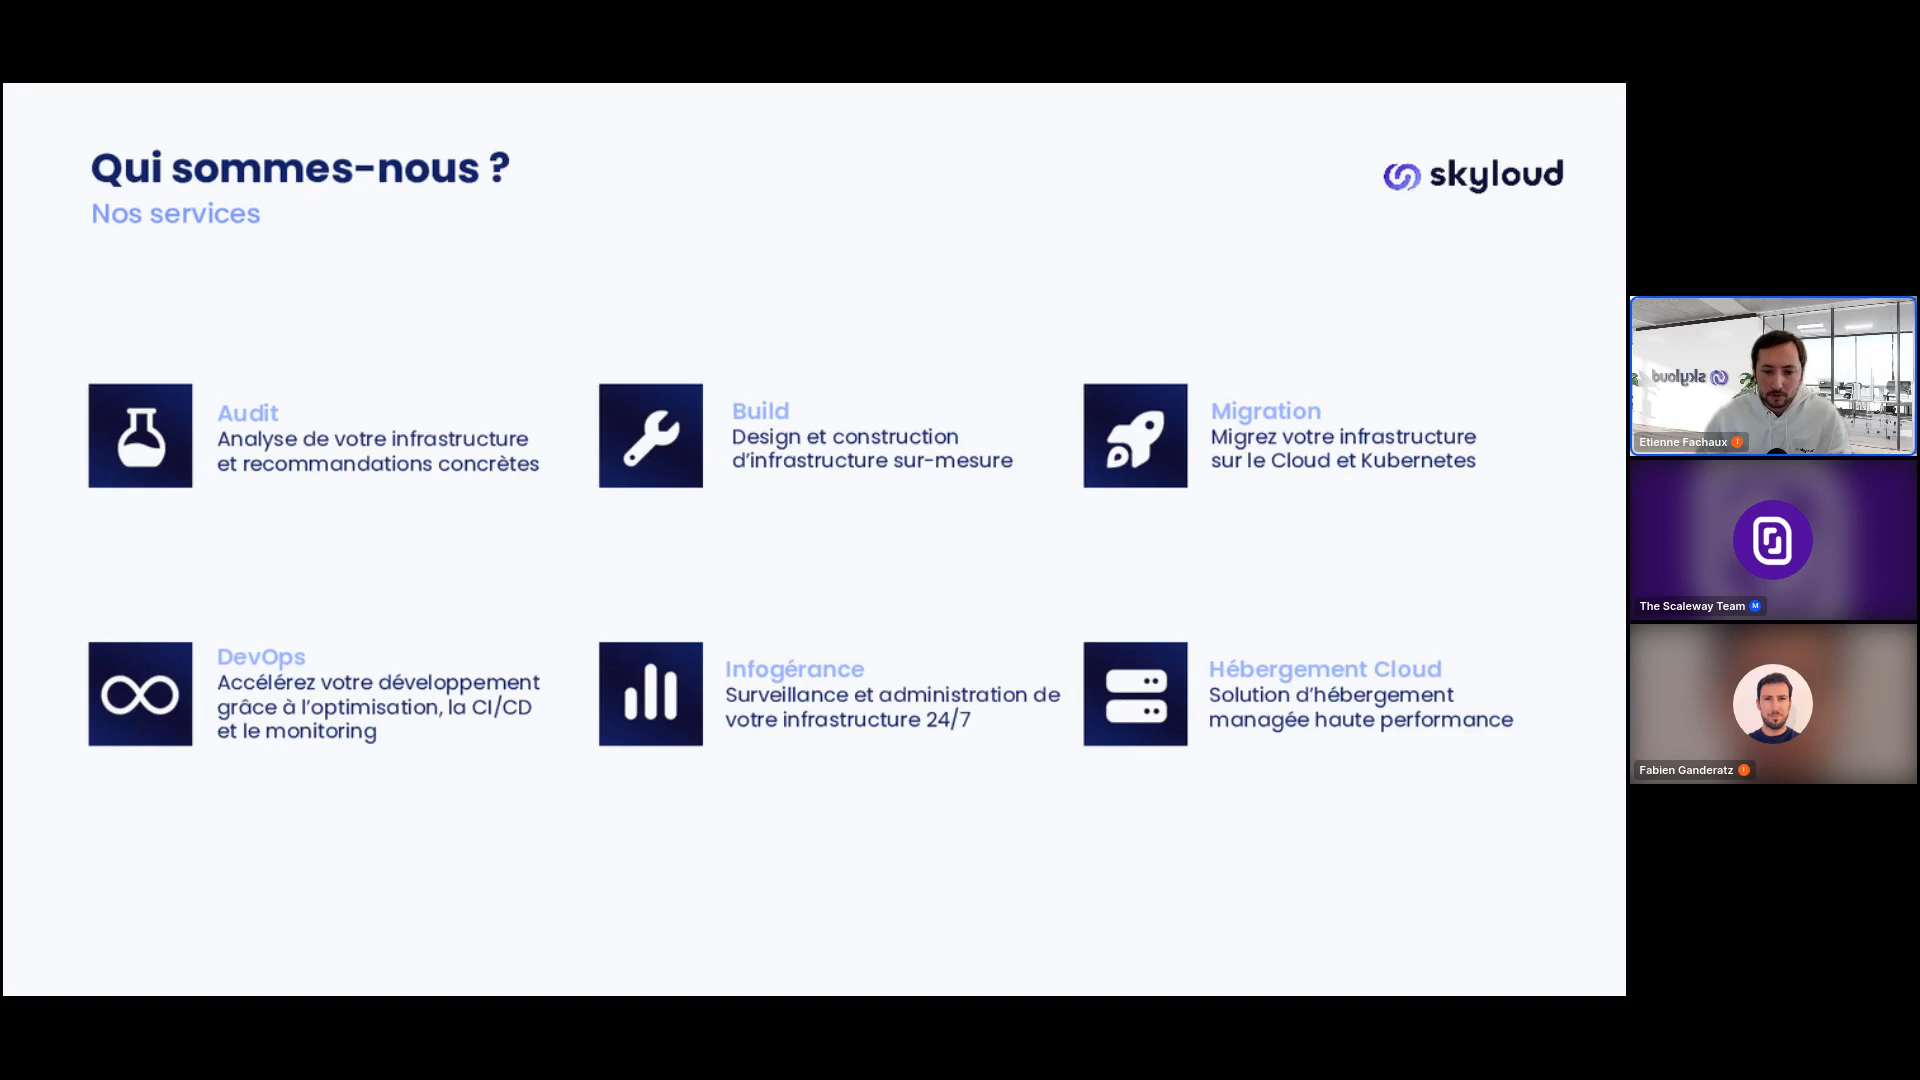 Qui sommes-nous ?
Nos services
skyloud
Audit
Analyse de votre infrastructure
et recommandations concrètes
Build
Design et construction
d’infrastructure sur-mesure
Migration
Migrez votre infrastructure
sur le Cloud et Kubernetes
DevOps
Accélérez votre développement
grâce à l’optimisation, la CI/CD
et le monitoring
Infogérance
Surveillance et administration de
votre infrastructure 24/7
Hébergement Cloud
Solution d’hébergement
managée haute performance
skyloud
Etienne Fachaux
The Scaleway Team M
Fabien Ganderatz